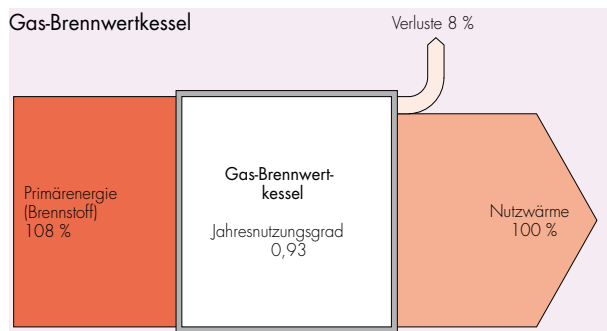 Gas-Brennwertkessel
Verluste 8 %
Primärenergie
(Brennstoff)
108 %
Gas-Brennwert-
kessel
Jahresnutzungsgrad
0,93
Nutzwärme
100 %